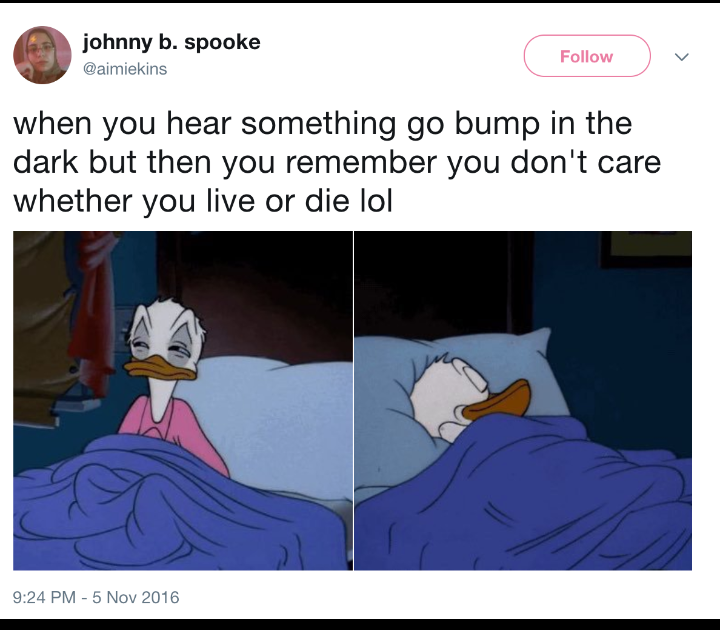 johnny b. spooke
@aimiekins
Follow
when you hear something go bump in the
dark but then you remember you don't care
whether you live or die lol
9:24 PM - 5 Nov 2016